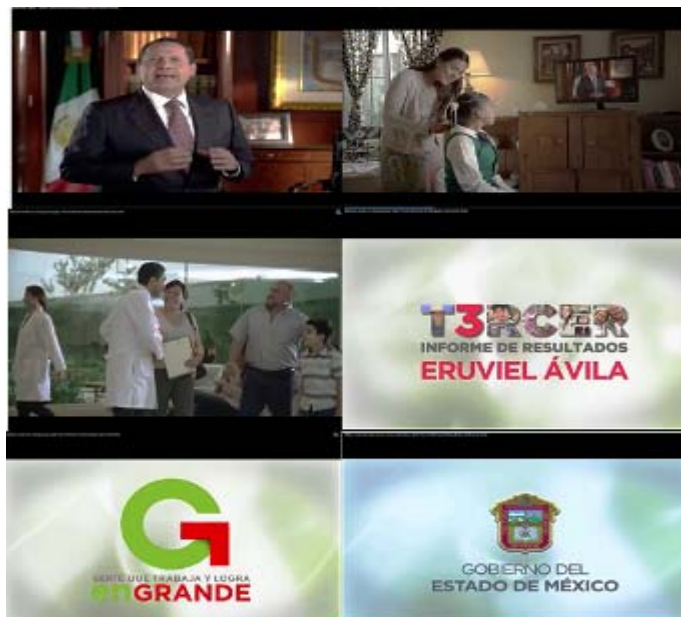 T3RCER
INFORME DE RESULTADOS
ERUVIEL ÁVILA
GENTE QUE TRABAJA Y LOGRA
enGRANDE
GOBIERNO DEL
ESTADO DE MÉXICO